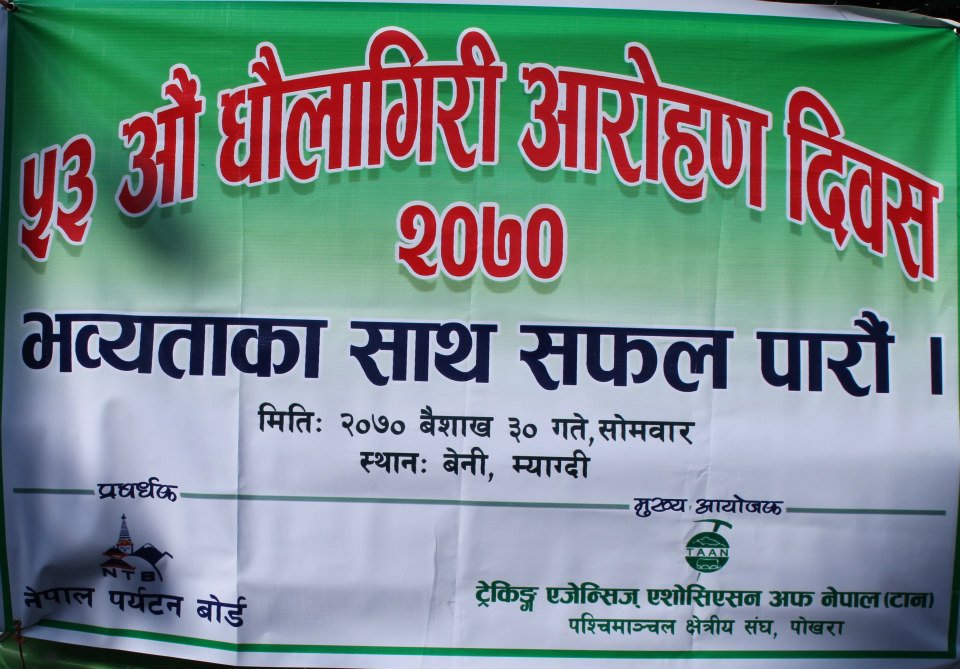 ५३ औं धौलागिरी आरोहण दिवस
२०७०
भव्यताका साथ सफल पारौं ।
मितिः २०७० बैशाख ३० गते, सोमवार
स्थानः बेनी, म्याग्दी
प्रबर्धक
मुख्य आयोजक
NTB
TAAN
नेपाल पर्यटन बोर्ड
ट्रेकिङ्ग एजेन्सिज् एशोसिएसन अफ नेपाल (टान)
पश्चिमाञ्चल क्षेत्रीय संघ, पोखरा